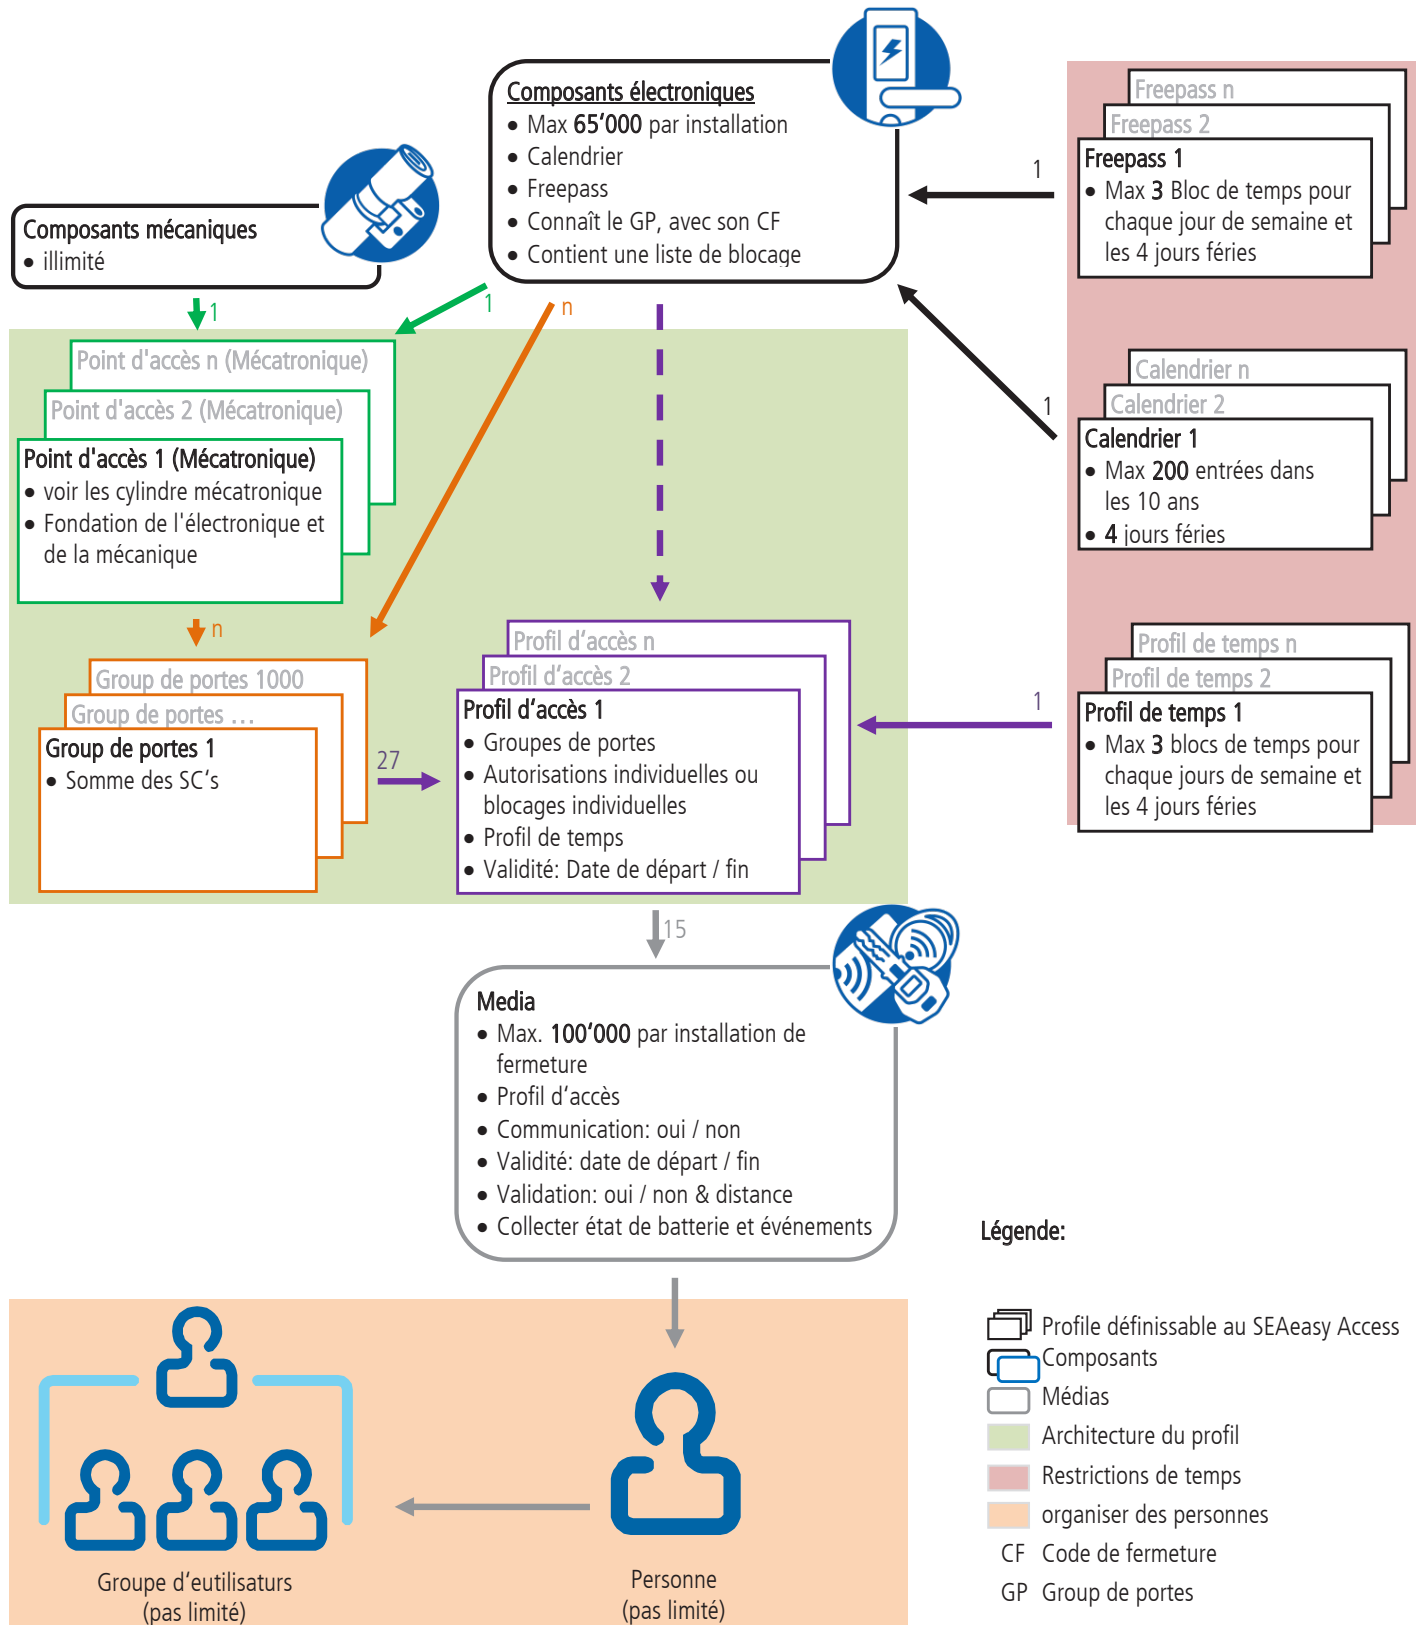 Composants électroniques
• Max 65‘000 par installation
• Calendrier
• Freepass
• Connaît le GP, avec son CF
• Contient une liste de blocage
Composants mécaniques
• illimité
Freepass n
Freepass 2
Freepass 1
• Max 3 Bloc de temps pour
chaque jour de semaine et
les 4 jours féries
1
1
1
n
Point d'accès n (Mécatronique)
Point d'accès 2 (Mécatronique)
Point d'accès 1 (Mécatronique)
• voir les cylindre mécatronique
• Fondation de l'électronique et
de la mécanique
Calendrier n
Calendrier 2
Calendrier 1
• Max 200 entrées dans
les 10 ans
• 4 jours féries
1
n
Group de portes 1000
Group de portes …
Group de portes 1
• Somme des SC‘s
27
Profil d‘accès n
Profil d‘accès 2
Profil d‘accès 1
• Groupes de portes
• Autorisations individuelles ou
blocages individuelles
• Profil de temps
• Validité: Date de départ / fin
1
Profil de temps n
Profil de temps 2
Profil de temps 1
• Max 3 blocs de temps pour
chaque jours de semaine et
les 4 jours féries
15
Media
• Max. 100‘000 par installation de
fermeture
• Profil d‘accès
• Communication: oui / non
• Validité: date de départ / fin
• Validation: oui / non & distance
• Collecter état de batterie et événements
Groupe d‘eutilisaturs
(pas limité)
Personne
(pas limité)
Légende:
Profile définissable au SEAeasy Access
Composants
Médias
Architecture du profil
Restrictions de temps
organiser des personnes
CF Code de fermeture
GP Group de portes